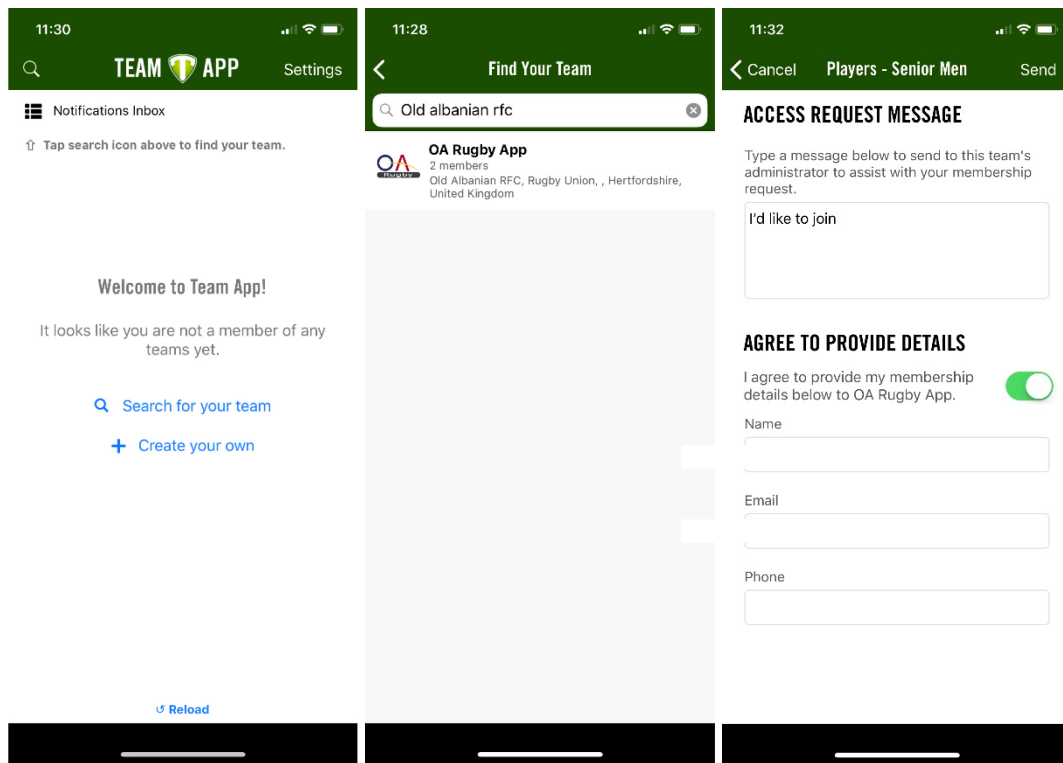 11:30
TEAM T APP
Settings
Notifications Inbox
⇧ Tap search icon above to find your team.
Welcome to Team App!
It looks like you are not a member of any
teams yet.
Search for your team
+ Create your own
↺ Reload
11:28
Find Your Team
Old albanian rfc
OA Rugby App
OA
Rugby
2 members
Old Albanian RFC, Rugby Union, , Hertfordshire,
United Kingdom
11:32
Cancel
Players - Senior Men
Send
ACCESS REQUEST MESSAGE
Type a message below to send to this team's
administrator to assist with your membership
request.
I'd like to join
AGREE TO PROVIDE DETAILS
I agree to provide my membership
details below to OA Rugby App.
Name
Email
Phone